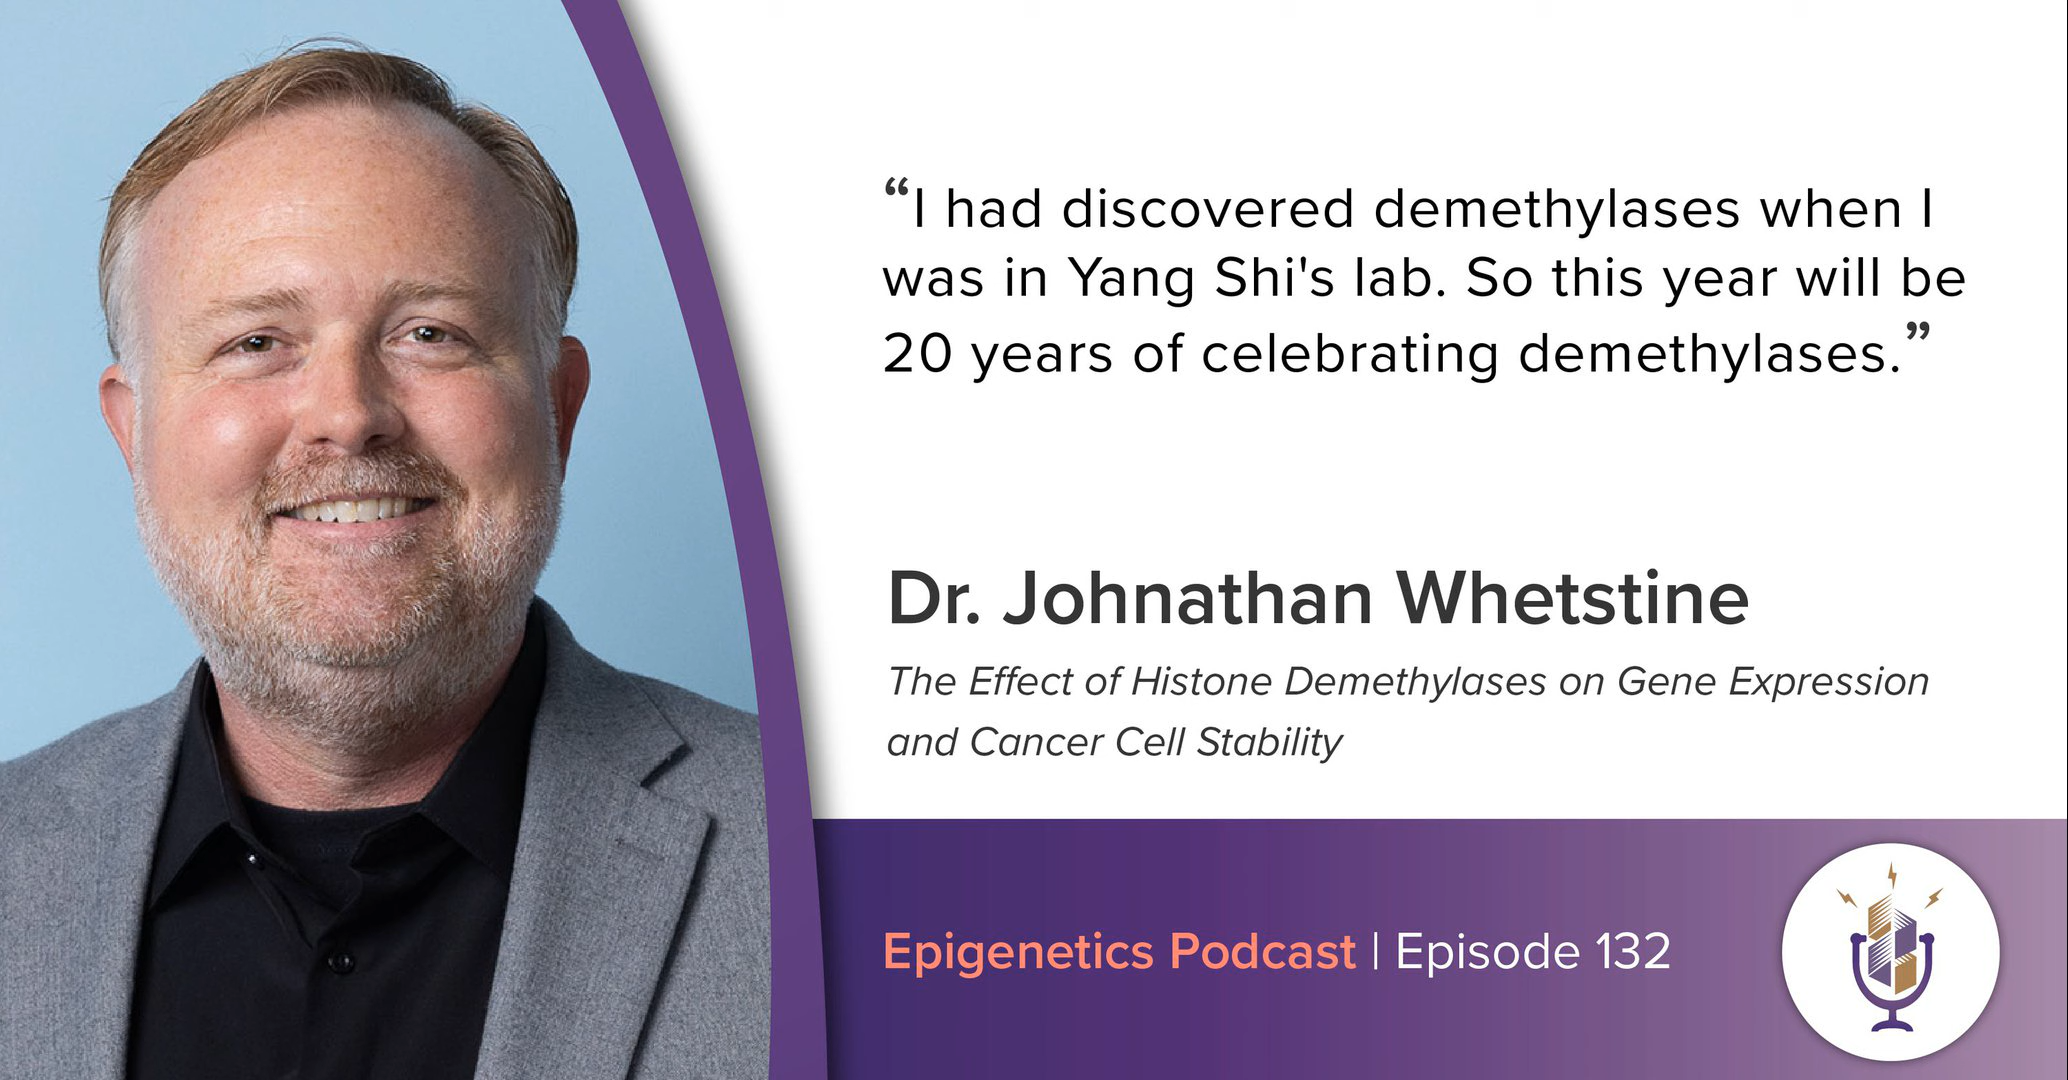 “I had discovered demethylases when I
was in Yang Shi's lab. So this year will be
20 years of celebrating demethylases.”
Dr. Johnathan Whetstine
The Effect of Histone Demethylases on Gene Expression
and Cancer Cell Stability
Epigenetics Podcast | Episode 132